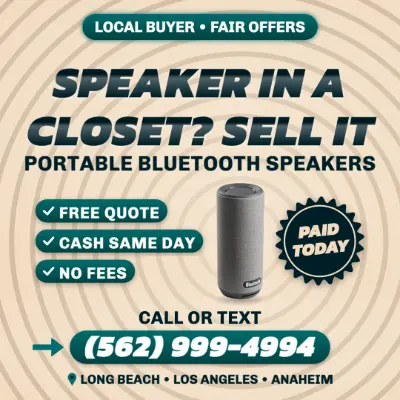 LOCAL BUYER • FAIR OFFERS
SPEAKER IN A
CLOSET? SELL IT
PORTABLE BLUETOOTH SPEAKERS
FREE QUOTE
CASH SAME DAY
NO FEES
Bluetooth
PAID
TODAY
CALL OR TEXT
(562) 999-4994
LONG BEACH • LOS ANGELES • ANAHEIM